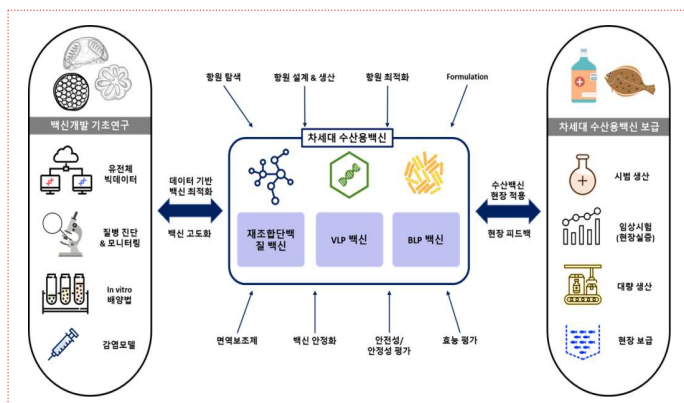 백신개발 기초연구
유전체
빅데이터
질병 진단
& 모니터링
In vitro
배양법
감염모델
데이터 기반
백신 최적화
백신 고도화
항원 탐색
항원 설계 & 생산
항원 최적화
Formulation
차세대 수산용백신
재조합단백
질 백신
VLP 백신
BLP 백신
면역보조제
백신 안정화
안전성/
안정성 평가
효능 평가
수산백신
현장 적용
현장 피드백
차세대 수산용백신 보급
시범 생산
임상시험
(현장실증)
대량 생산
현장 보급